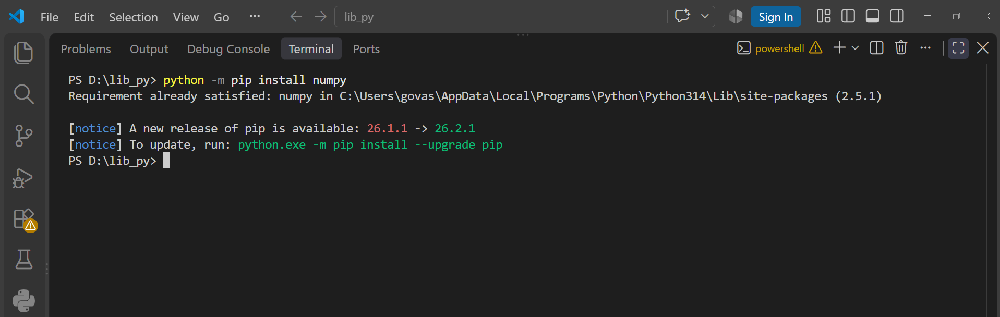 File Edit Selection View Go ... lib_py Sign In
Problems Output Debug Console Terminal Ports powershell
PS D:\lib_py> python -m pip install numpy
Requirement already satisfied: numpy in C:\Users\govas\AppData\Local\Programs\Python\Python314\Lib\site-packages (2.5.1)
[notice] A new release of pip is available: 26.1.1 -> 26.2.1
[notice] To update, run: python.exe -m pip install --upgrade pip
PS D:\lib_py>